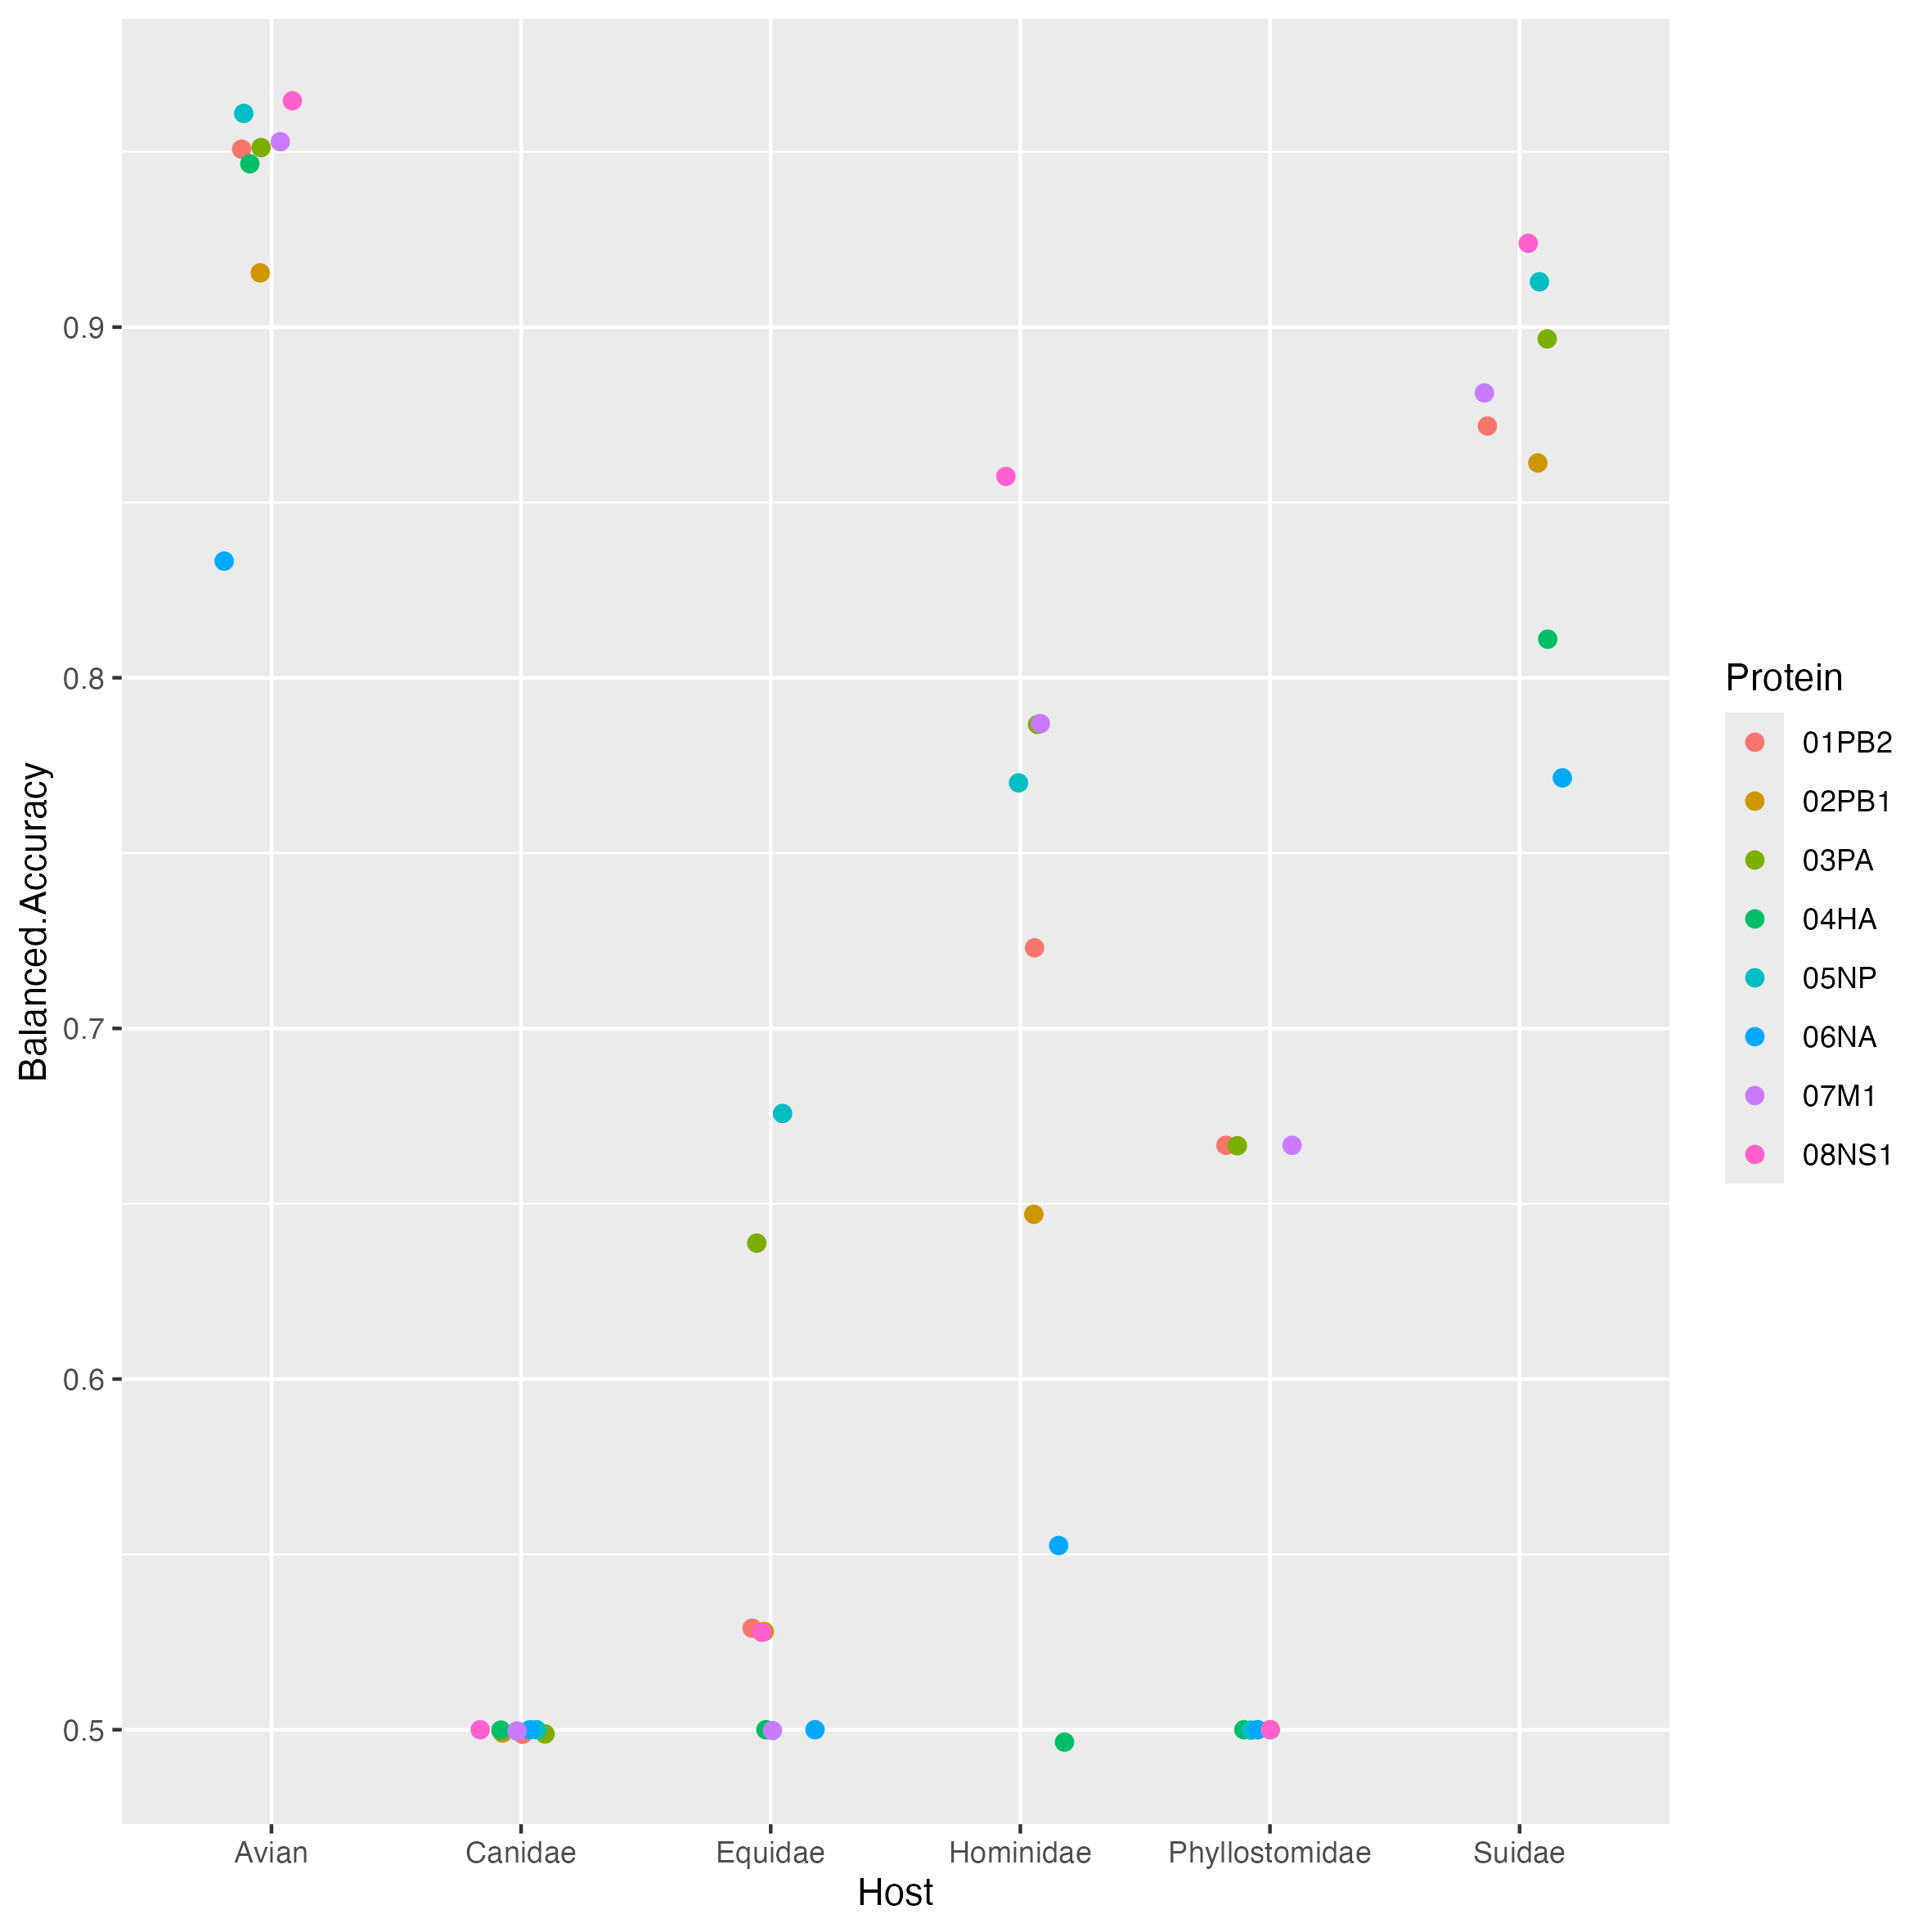 Balanced.Accuracy
0.9
0.8
0.7
0.6
0.5
Avian
Canidae
Equidae
Hominidae
Phyllostomidae
Suidae
Host
Protein
01PB2
02PB1
03PA
04HA
05NP
06NA
07M1
08NS1